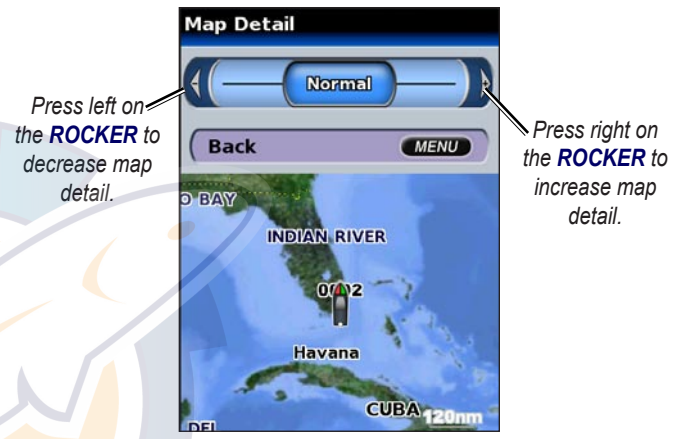 Map Detail
Normal
Press left on
the ROCKER to
decrease map
detail.
Press right on
the ROCKER to
increase map
detail.
Back MENU
O BAY
INDIAN RIVER
Havana
CUBA
120nm